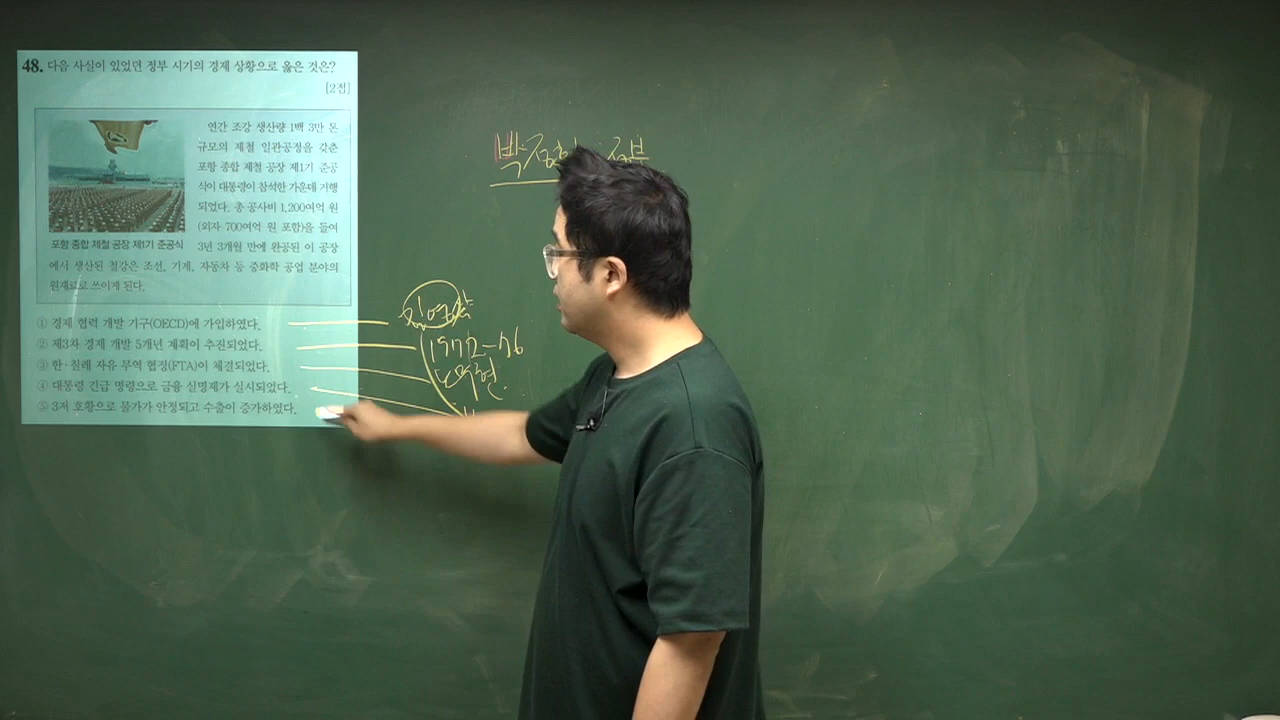 48. 다음 사실이 있었던 정부 시기의 경제 상황으로 옳은 것은?
[2점]
연간 조강 생산량 1백 3만 톤
규모의 제철 일관공정을 갖춘
포항 종합 제철 공장 제1기 준공
식이 대통령이 참석한 가운데 거행
되었다. 총 공사비 1,200여억 원
(외자 700여억 원 포함)을 들여
3년 3개월 만에 완공된 이 공장
에서 생산된 철강은 조선, 기계, 자동차 등 중화학 공업 분야의
원재료로 쓰이게 된다.
포항 종합 제철 공장 제1기 준공식
① 경제 협력 개발 기구(OECD)에 가입하였다.
② 제3차 경제 개발 5개년 계획이 추진되었다.
③ 한·칠레 자유 무역 협정(FTA)이 체결되었다.
④ 대통령 긴급 명령으로 금융 실명제가 실시되었다.
⑤ 3저 호황으로 물가가 안정되고 수출이 증가하였다.
박정희 정부
김영삼
1972-76
노무현